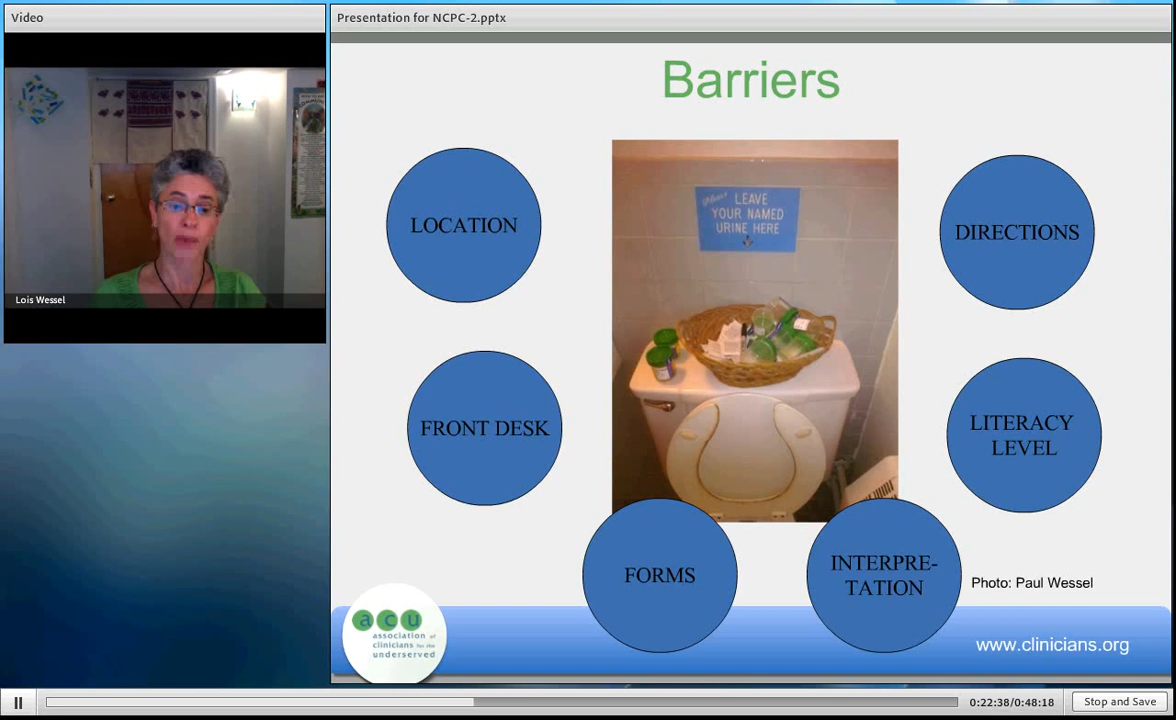 Video
Presentation for NCPC-2.pptx
Lois Wessel
Barriers
LOCATION
Please! LEAVE
YOUR NAMED
URINE HERE
DIRECTIONS
FRONT DESK
LITERACY
LEVEL
FORMS
INTERPRE-
TATION
Photo: Paul Wessel
acu
association of
clinicians for the
underserved
www.clinicians.org
0:22:38/0:48:18
Stop and Save